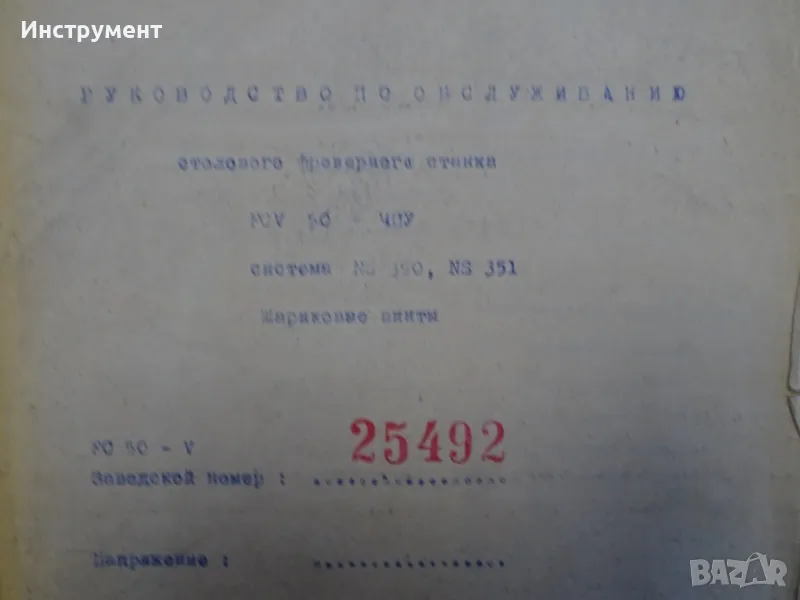 Инструмент
РУКОВОДСТВО ПО ОБСЛУЖИВАНИЮ
столового фрезерного станка
FCV 50 - ЧПУ
система NS 350, NS 351
Шариковые винты
25492
FC 50 - V
Заводской номер : ....................
Напряжение : ....................
BAZAR